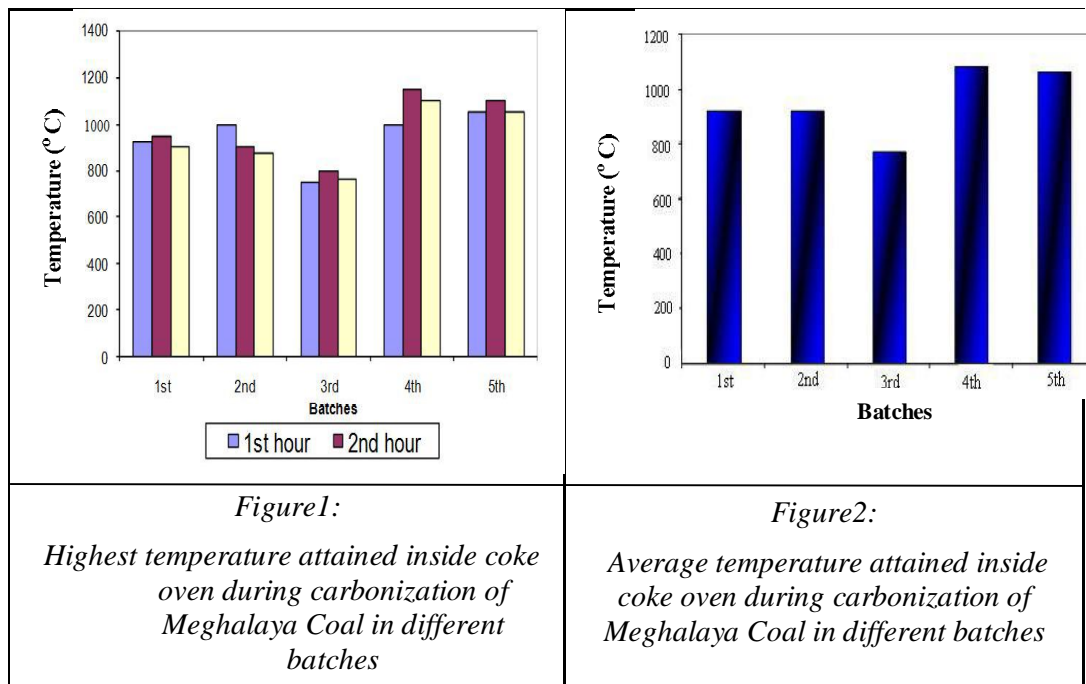 1400
1200
1000
800
600
400
200
0
Temperature (° C)
1st 2nd 3rd 4th 5th
Batches
1st hour 2nd hour
1200
1000
800
600
400
200
0
Temperature (° C)
1st 2nd 3rd 4th 5th
Batches
Figure1:
Highest temperature attained inside coke
oven during carbonization of
Meghalaya Coal in different
batches
Figure2:
Average temperature attained inside
coke oven during carbonization of
Meghalaya Coal in different batches